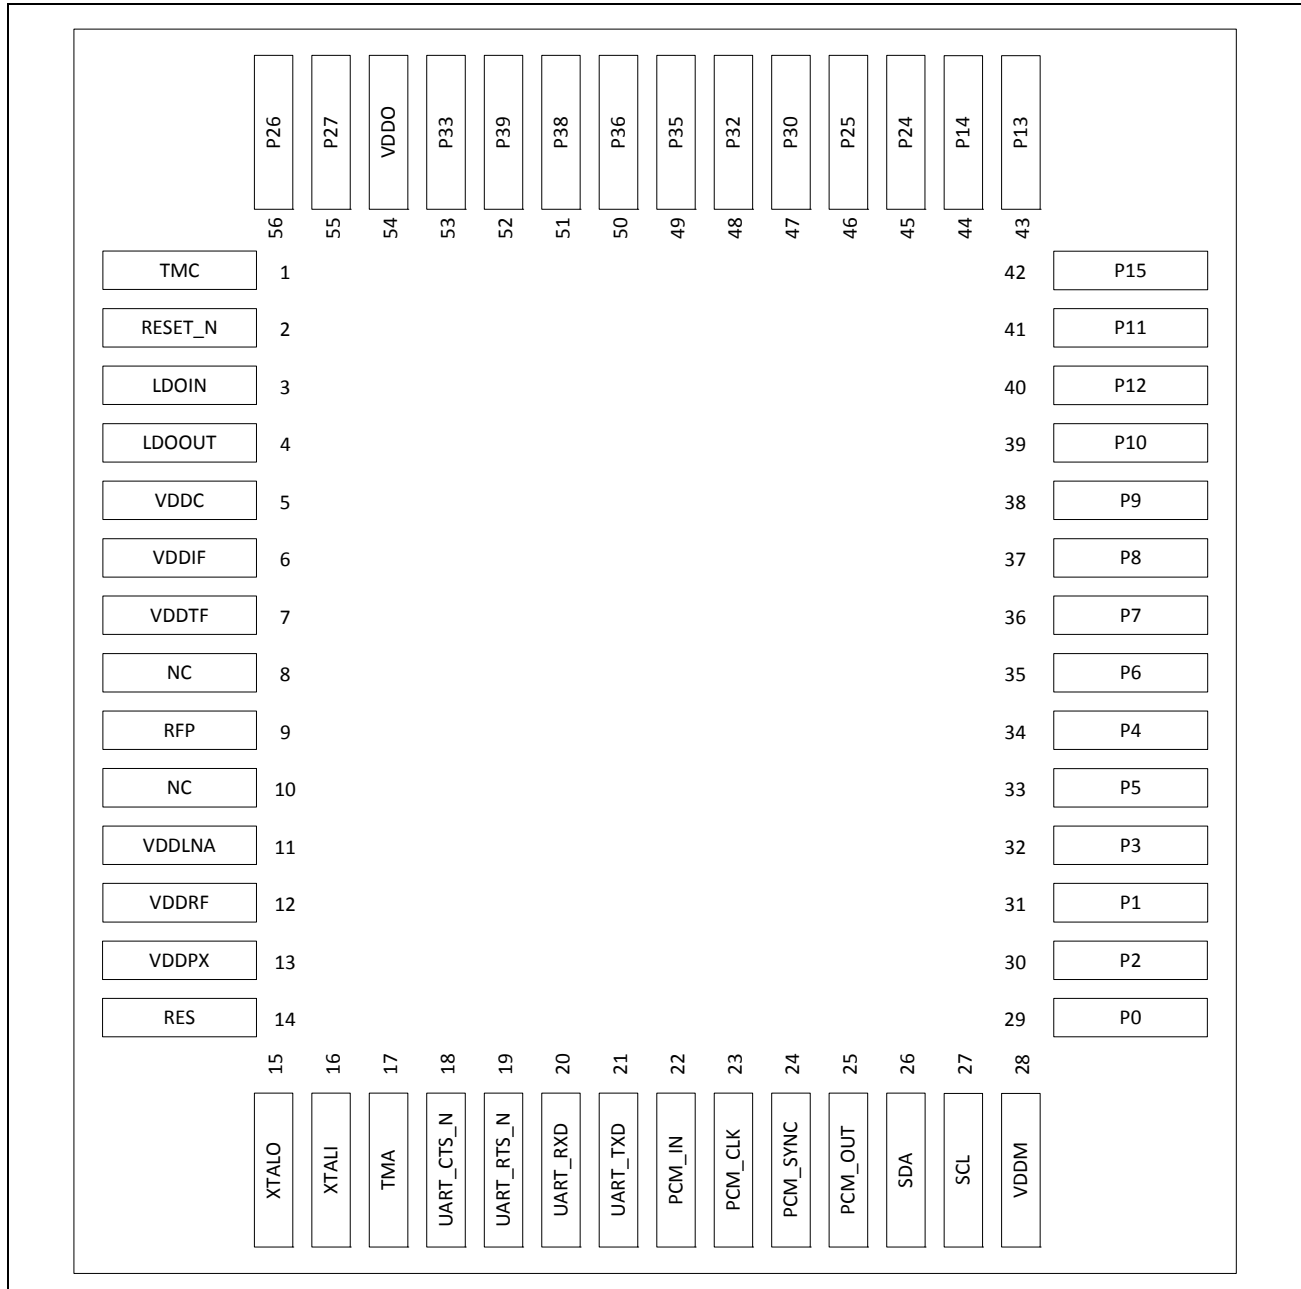 P26 P27 VDDO P33 P39 P38 P36 P35 P32 P30 P25 P24 P14 P13
56 55 54 53 52 51 50 49 48 47 46 45 44 43
TMC 1 42 P15
RESET_N 2 41 P11
LDOIN 3 40 P12
LDOOUT 4 39 P10
VDDC 5 38 P9
VDDIF 6 37 P8
VDDTF 7 36 P7
NC 8 35 P6
RFP 9 34 P4
NC 10 33 P5
VDDLNA 11 32 P3
VDDRF 12 31 P1
VDDPX 13 30 P2
RES 14 29 P0
15 16 17 18 19 20 21 22 23 24 25 26 27 28
XTALO XTALI TMA UART_CTS_N UART_RTS_N UART_RXD UART_TXD PCM_IN PCM_CLK PCM_SYNC PCM_OUT SDA SCL VDDM